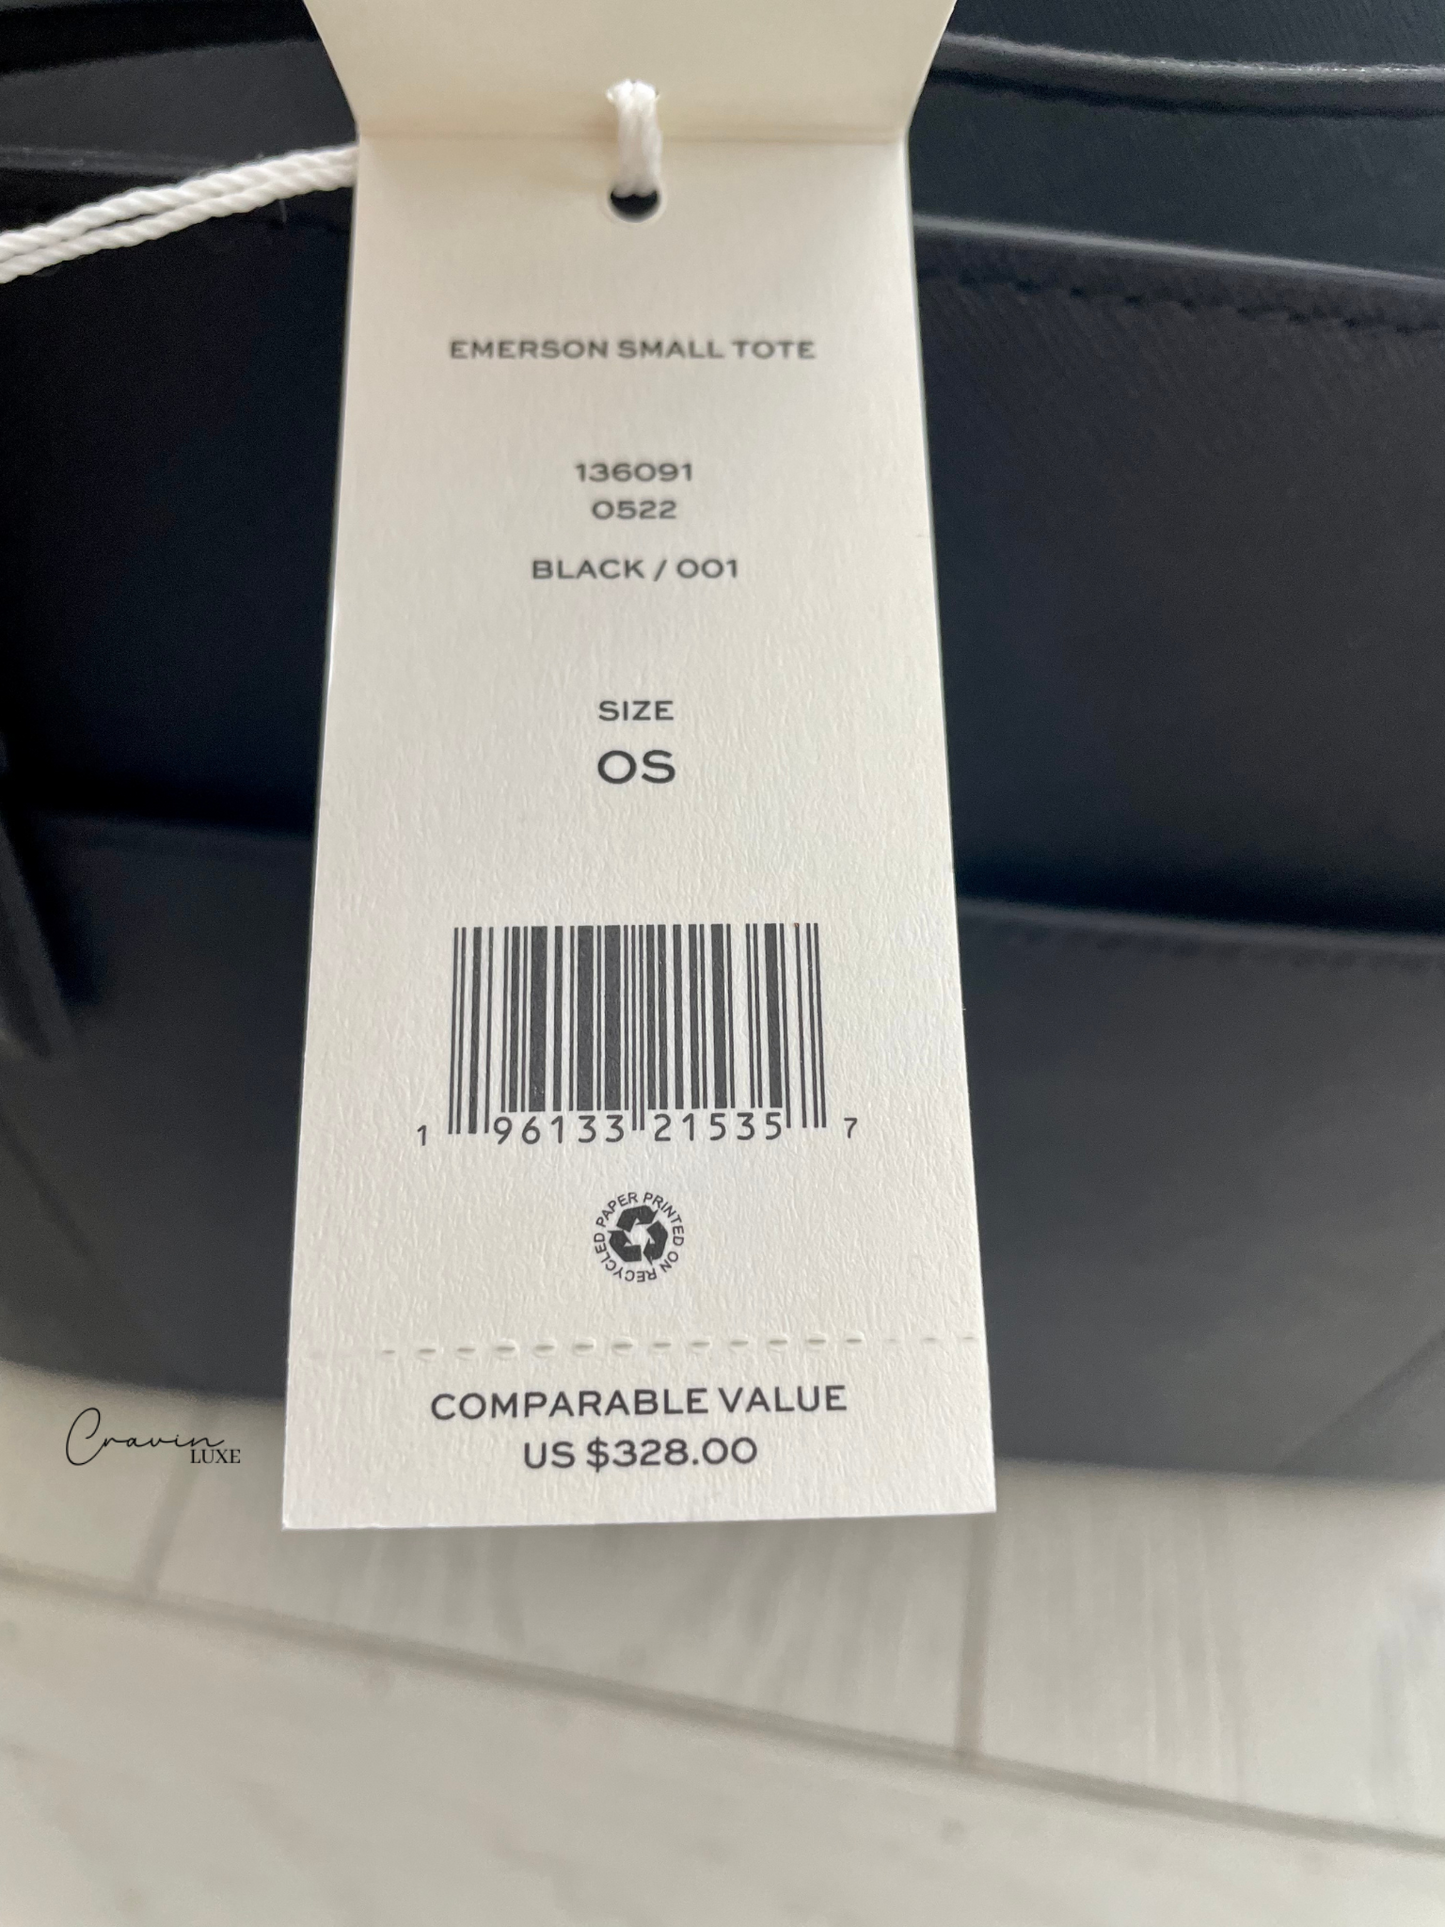 EMERSON SMALL TOTE
136091
0522
BLACK / 001
SIZE
OS
1 96133 21535 7
PRINTED ON RECYCLED PAPER
COMPARABLE VALUE
US $328.00
Cravin
LUXE